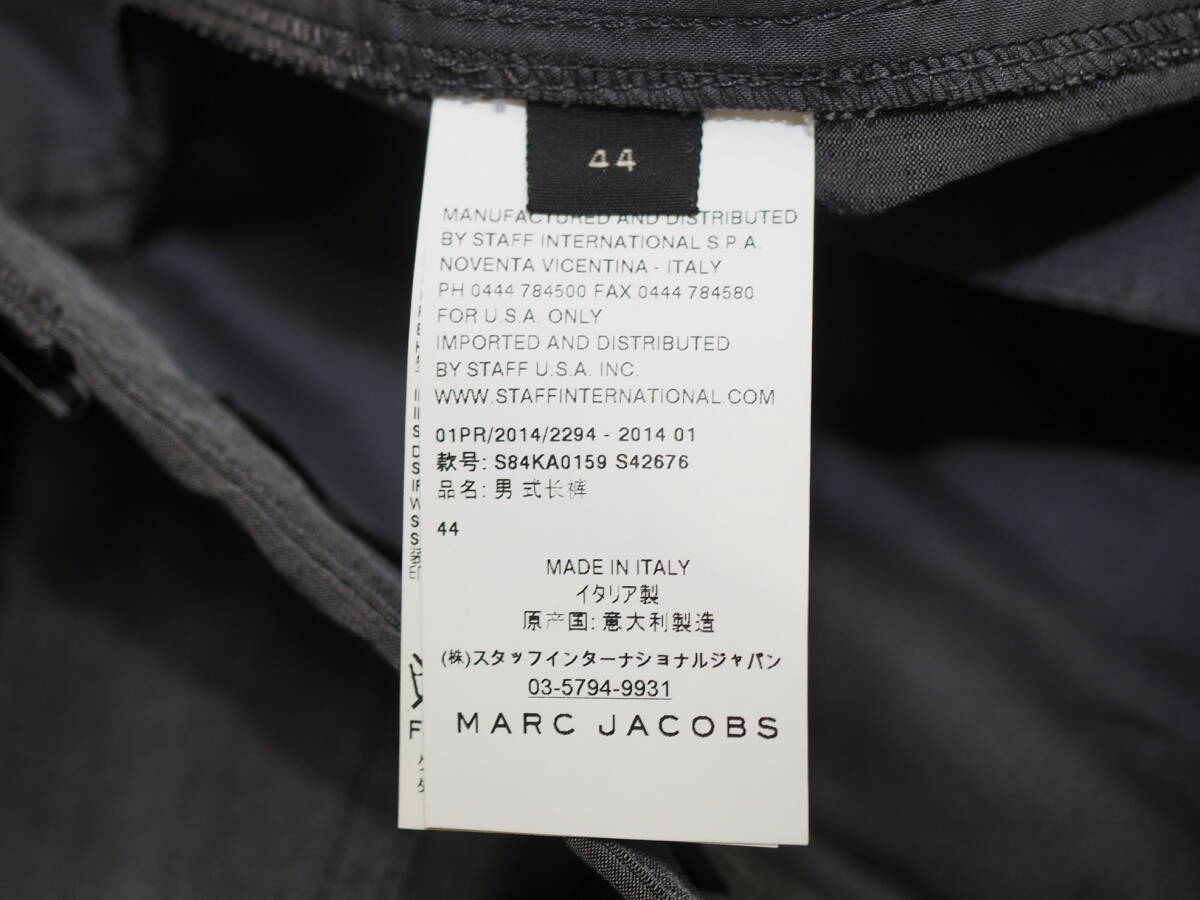 44
MANUFACTURED AND DISTRIBUTED
BY STAFF INTERNATIONAL S.P.A.
NOVENTA VICENTINA - ITALY
PH 0444 784500 FAX 0444 784580
FOR U.S.A. ONLY
IMPORTED AND DISTRIBUTED
BY STAFF U.S.A. INC.
WWW.STAFFINTERNATIONAL.COM
01PR/2014/2294 - 2014 01
款号: S84KA0159 S42676
品名: 男式长裤
44
MADE IN ITALY
イタリア製
原产国: 意大利製造
(株)スタッフインターナショナルジャパン
03-5794-9931
MARC JACOBS